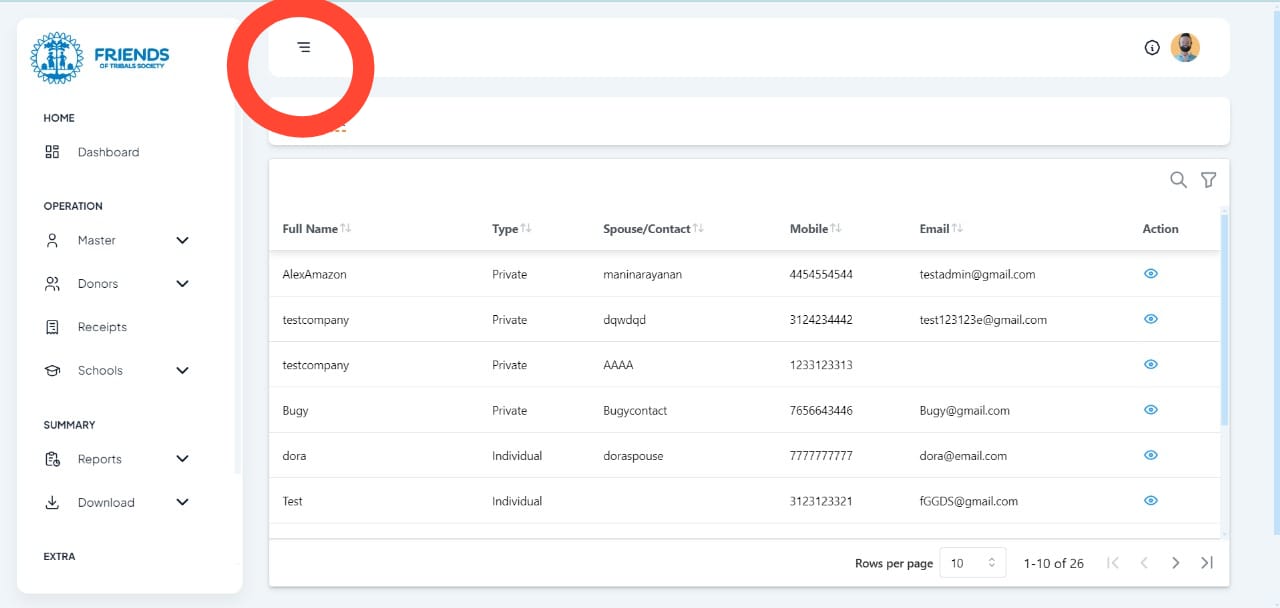 FRIENDS
OF TRIBALS SOCIETY
HOME
Dashboard
OPERATION
Master
Donors
Receipts
Schools
SUMMARY
Reports
Download
EXTRA
Full Name Type Spouse/Contact Mobile Email Action
AlexAmazon Private maninarayanan 4454554544 testadmin@gmail.com
testcompany Private dqwdqd 3124234442 test123123e@gmail.com
testcompany Private AAAA 1233123313
Bugy Private Bugycontact 7656643446 Bugy@gmail.com
dora Individual doraspouse 7777777777 dora@email.com
Test Individual 3123123321 fGGDS@gmail.com
Rows per page 10 1-10 of 26